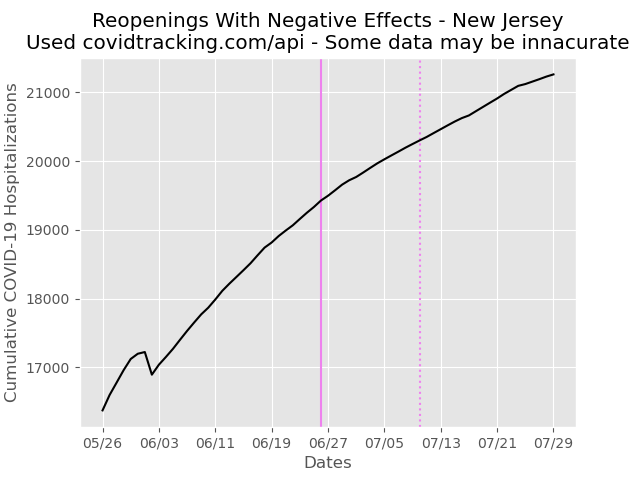 Reopenings With Negative Effects - New Jersey
Used covidtracking.com/api - Some data may be innacurate
Cumulative COVID-19 Hospitalizations
21000
20000
19000
18000
17000
05/26 06/03 06/11 06/19 06/27 07/05 07/13 07/21 07/29
Dates